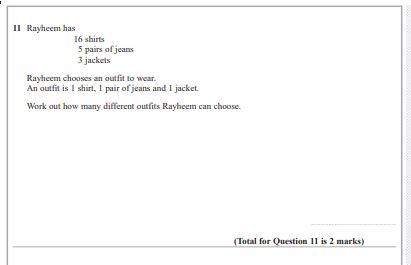 11 Rayheem has
16 shirts
5 pairs of jeans
3 jackets
Rayheem chooses an outfit to wear.
An outfit is 1 shirt, 1 pair of jeans and 1 jacket.
Work out how many different outfits Rayheem can choose.
(Total for Question 11 is 2 marks)